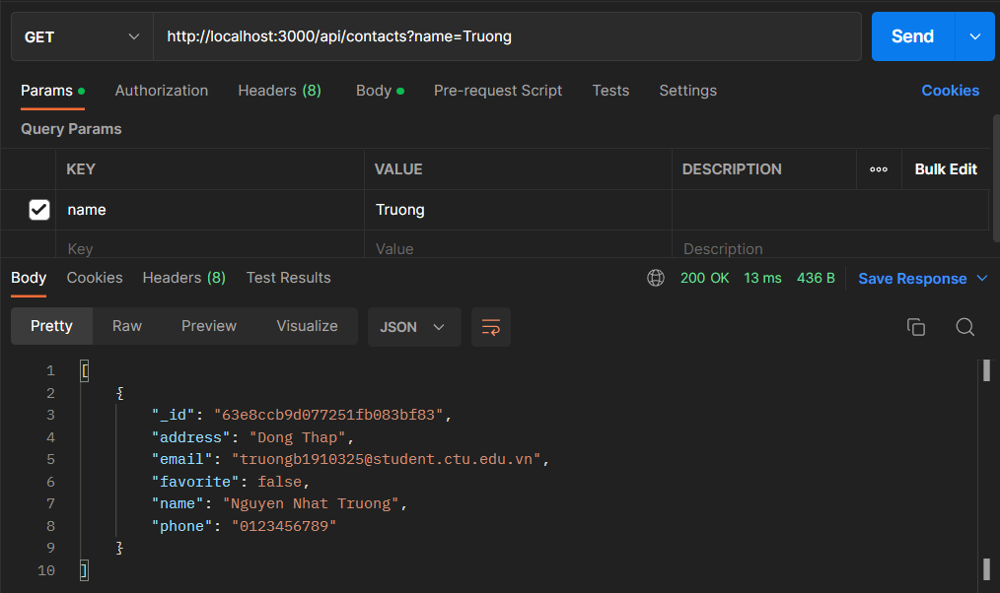 GET http://localhost:3000/api/contacts?name=Truong Send
Params Authorization Headers (8) Body Pre-request Script Tests Settings Cookies
Query Params
KEY VALUE DESCRIPTION ooo Bulk Edit
name Truong
Key Value Description
Body Cookies Headers (8) Test Results 200 OK 13 ms 436 B Save Response
Pretty Raw Preview Visualize JSON
1 [
2 {
3 "_id": "63e8ccb9d077251fb083bf83",
4 "address": "Dong Thap",
5 "email": "truongb1910325@student.ctu.edu.vn",
6 "favorite": false,
7 "name": "Nguyen Nhat Truong",
8 "phone": "0123456789"
9 }
10 ]